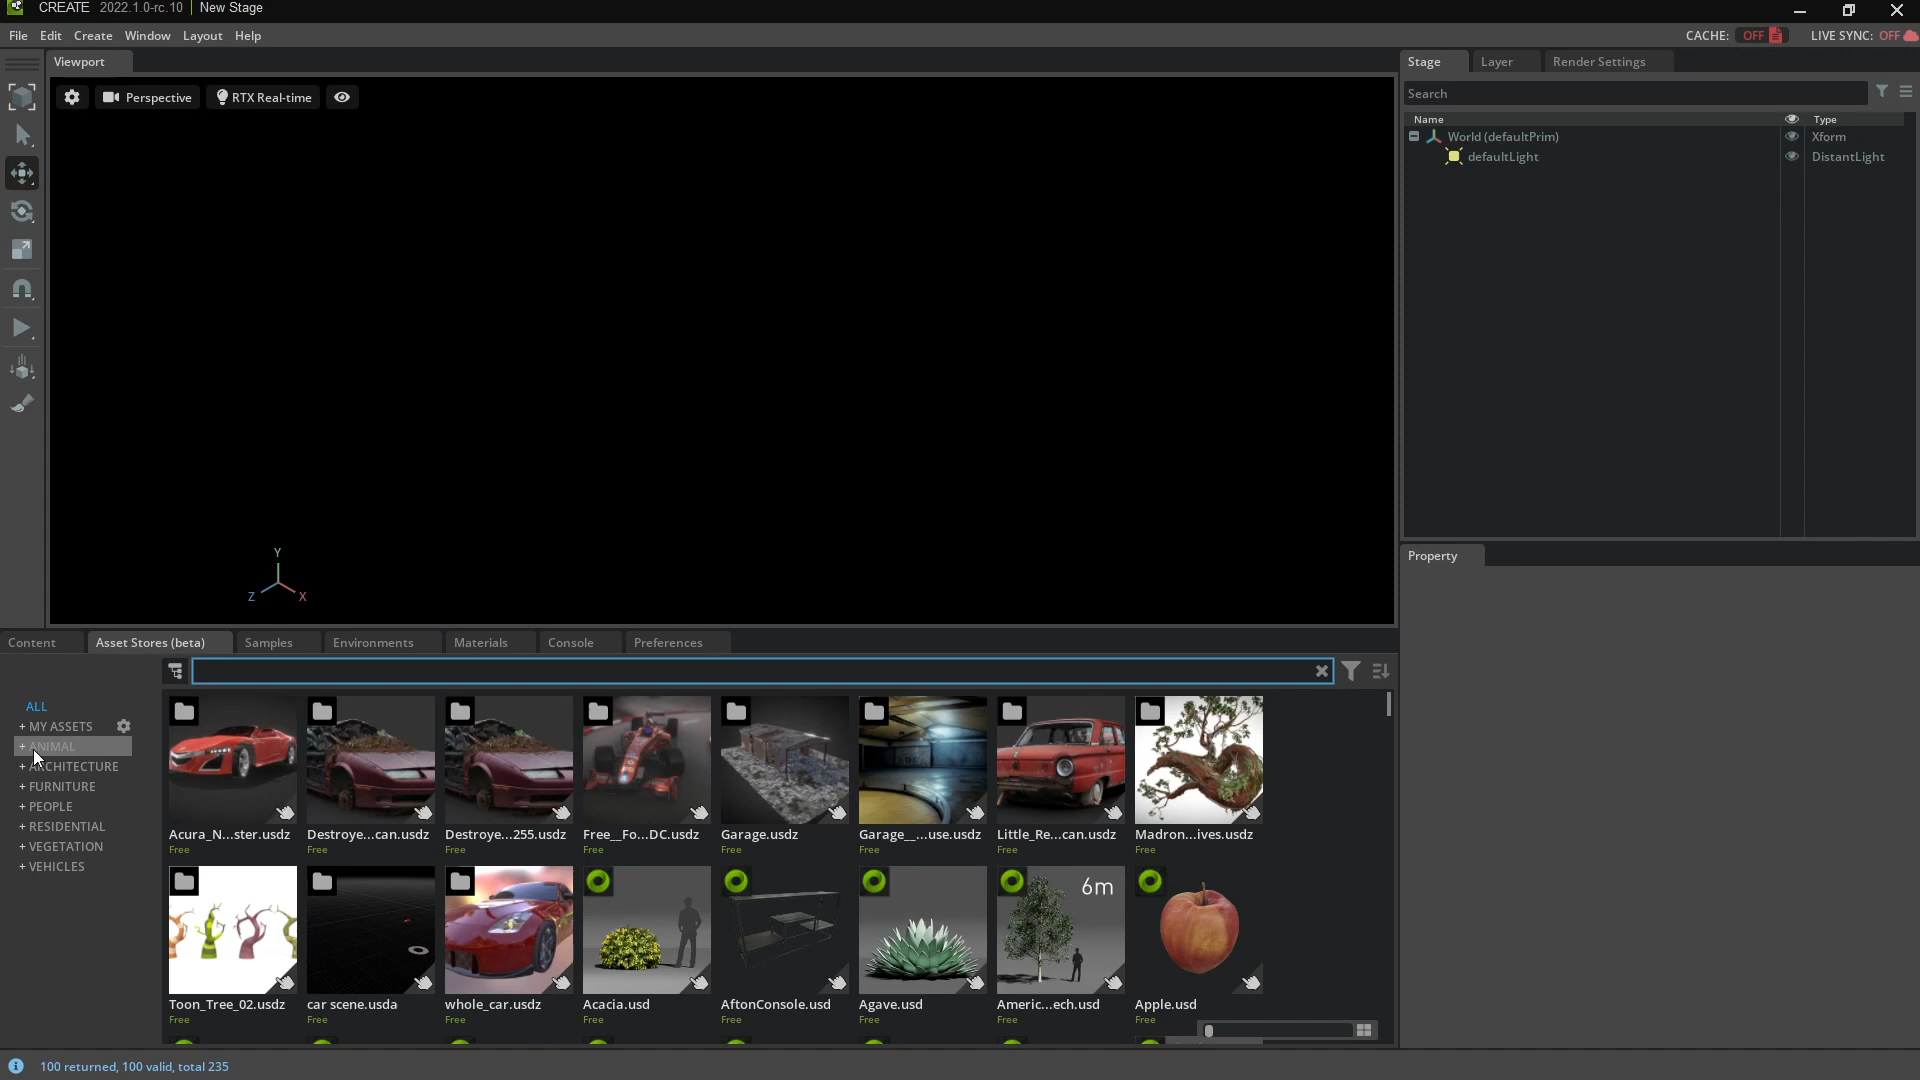 CREATE 2022.1.0-rc.10 New Stage
File Edit Create Window Layout Help
CACHE: OFF LIVE SYNC: OFF
Viewport
Stage Layer Render Settings
Perspective RTX Real-time
Search
Name Type
World (defaultPrim) Xform
defaultLight DistantLight
Y
Z X
Property
Content Asset Stores (beta) Samples Environments Materials Console Preferences
ALL
+ MY ASSETS
+ ANIMAL
+ ARCHITECTURE
+ FURNITURE
+ PEOPLE
+ RESIDENTIAL
+ VEGETATION
+ VEHICLES
Acura_N...ster.usdz Destroye...can.usdz Destroye...255.usdz Free__Fo...DC.usdz Garage.usdz Garage__...use.usdz Little_Re...can.usdz Madron...ives.usdz
Free Free Free Free Free Free Free Free
6m
Toon_Tree_02.usdz car scene.usda whole_car.usdz Acacia.usd AftonConsole.usd Agave.usd Americ...ech.usd Apple.usd
Free Free Free Free Free Free Free Free
100 returned, 100 valid, total 235